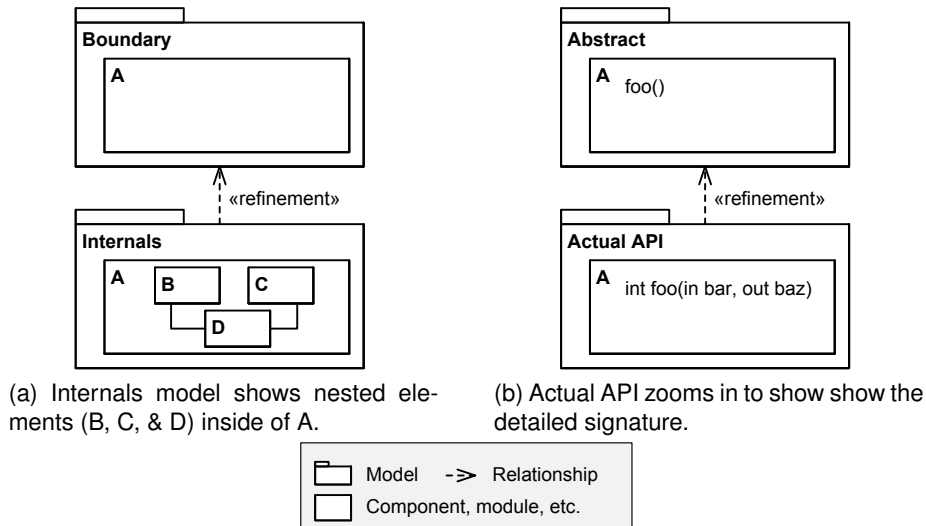 Boundary
A
«refinement»
Internals
A
B
C
D
(a) Internals model shows nested ele-
ments (B, C, & D) inside of A.
Abstract
A
foo()
«refinement»
Actual API
A
int foo(in bar, out baz)
(b) Actual API zooms in to show show the
detailed signature.
Model
Relationship
Component, module, etc.